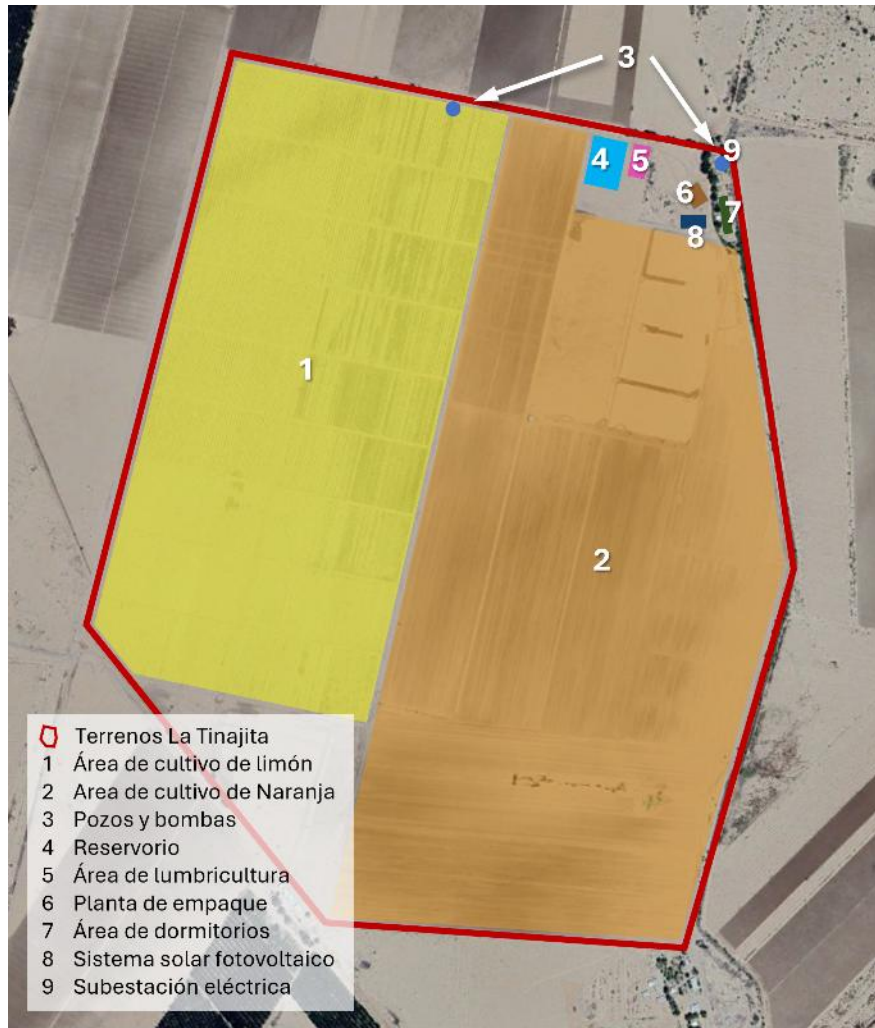 3
4
5
9
6
7
8
1
2
Terrenos La Tinajita
1 Área de cultivo de limón
2 Area de cultivo de Naranja
3 Pozos y bombas
4 Reservorio
5 Área de lumbricultura
6 Planta de empaque
7 Área de dormitorios
8 Sistema solar fotovoltaico
9 Subestación eléctrica